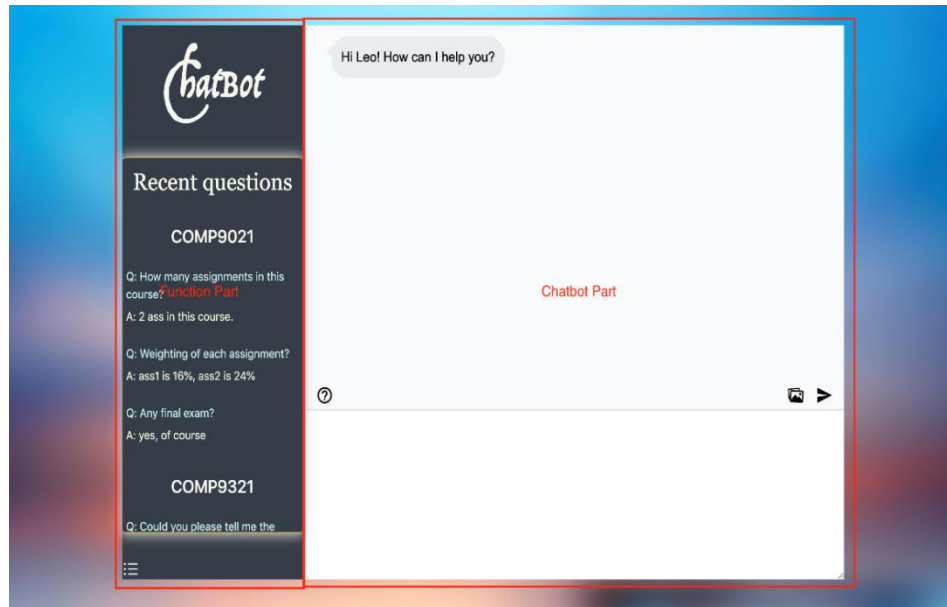 ChatBot
Recent questions
COMP9021
Q: How many assignments in this
course?
Function Part
A: 2 ass in this course.
Q: Weighting of each assignment?
A: ass1 is 16%, ass2 is 24%
Q: Any final exam?
A: yes, of course
COMP9321
Q: Could you please tell me the
Hi Leo! How can I help you?
Chatbot Part